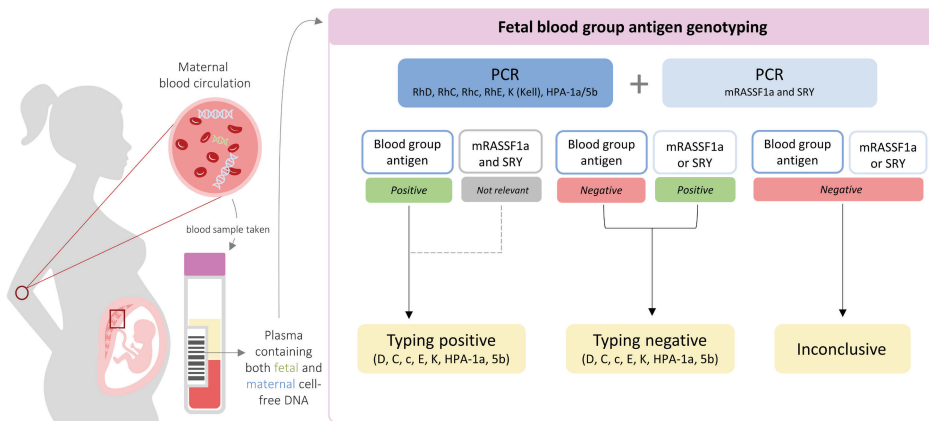 Fetal blood group antigen genotyping
Maternal
blood circulation
blood sample taken
Plasma
containing
both fetal and
maternal cell-
free DNA
PCR
RhD, RhC, Rhc, RhE, K (Kell), HPA-1a/5b
+
PCR
mRASSF1a and SRY
Blood group
antigen
Positive
mRASSF1a
and SRY
Not relevant
Blood group
antigen
Negative
mRASSF1a
or SRY
Positive
Blood group
antigen
mRASSF1a
or SRY
Negative
Typing positive
(D, C, c, E, K, HPA-1a, 5b)
Typing negative
(D, C, c, E, K, HPA-1a, 5b)
Inconclusive